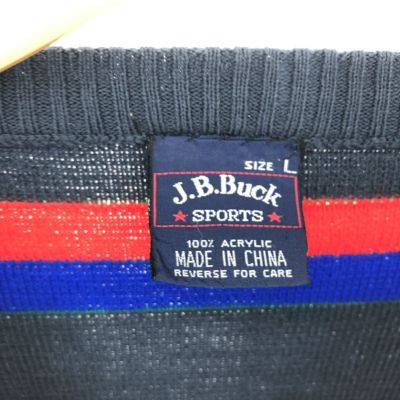 SIZE L
J.B.Buck
★ SPORTS ★
100% ACRYLIC
MADE IN CHINA
REVERSE FOR CARE